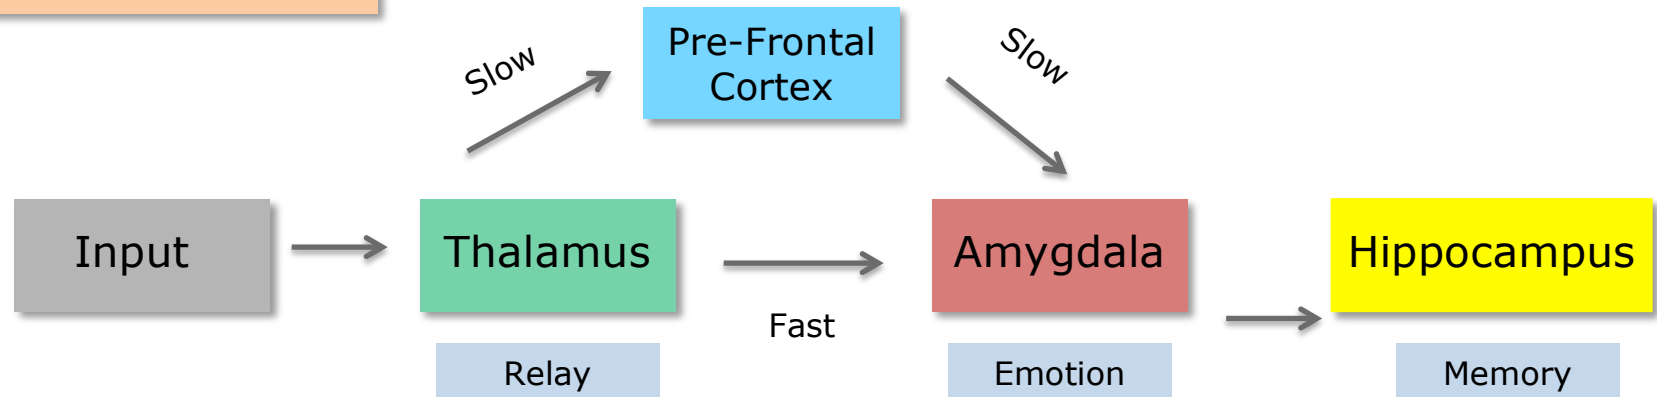 Slow
Pre-Frontal
Cortex
Slow
Input
Thalamus
Amygdala
Hippocampus
Fast
Relay
Emotion
Memory